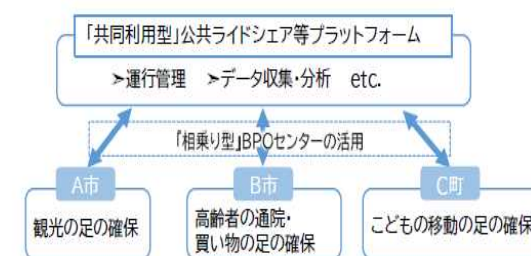 「共同利用型」公共ライドシェア等プラットフォーム
➢運行管理 ➢データ収集・分析 etc.
『相乗り型』BPOセンターの活用
A市
観光の足の確保
B市
高齢者の通院・
買い物の足の確保
C町
こどもの移動の足の確保